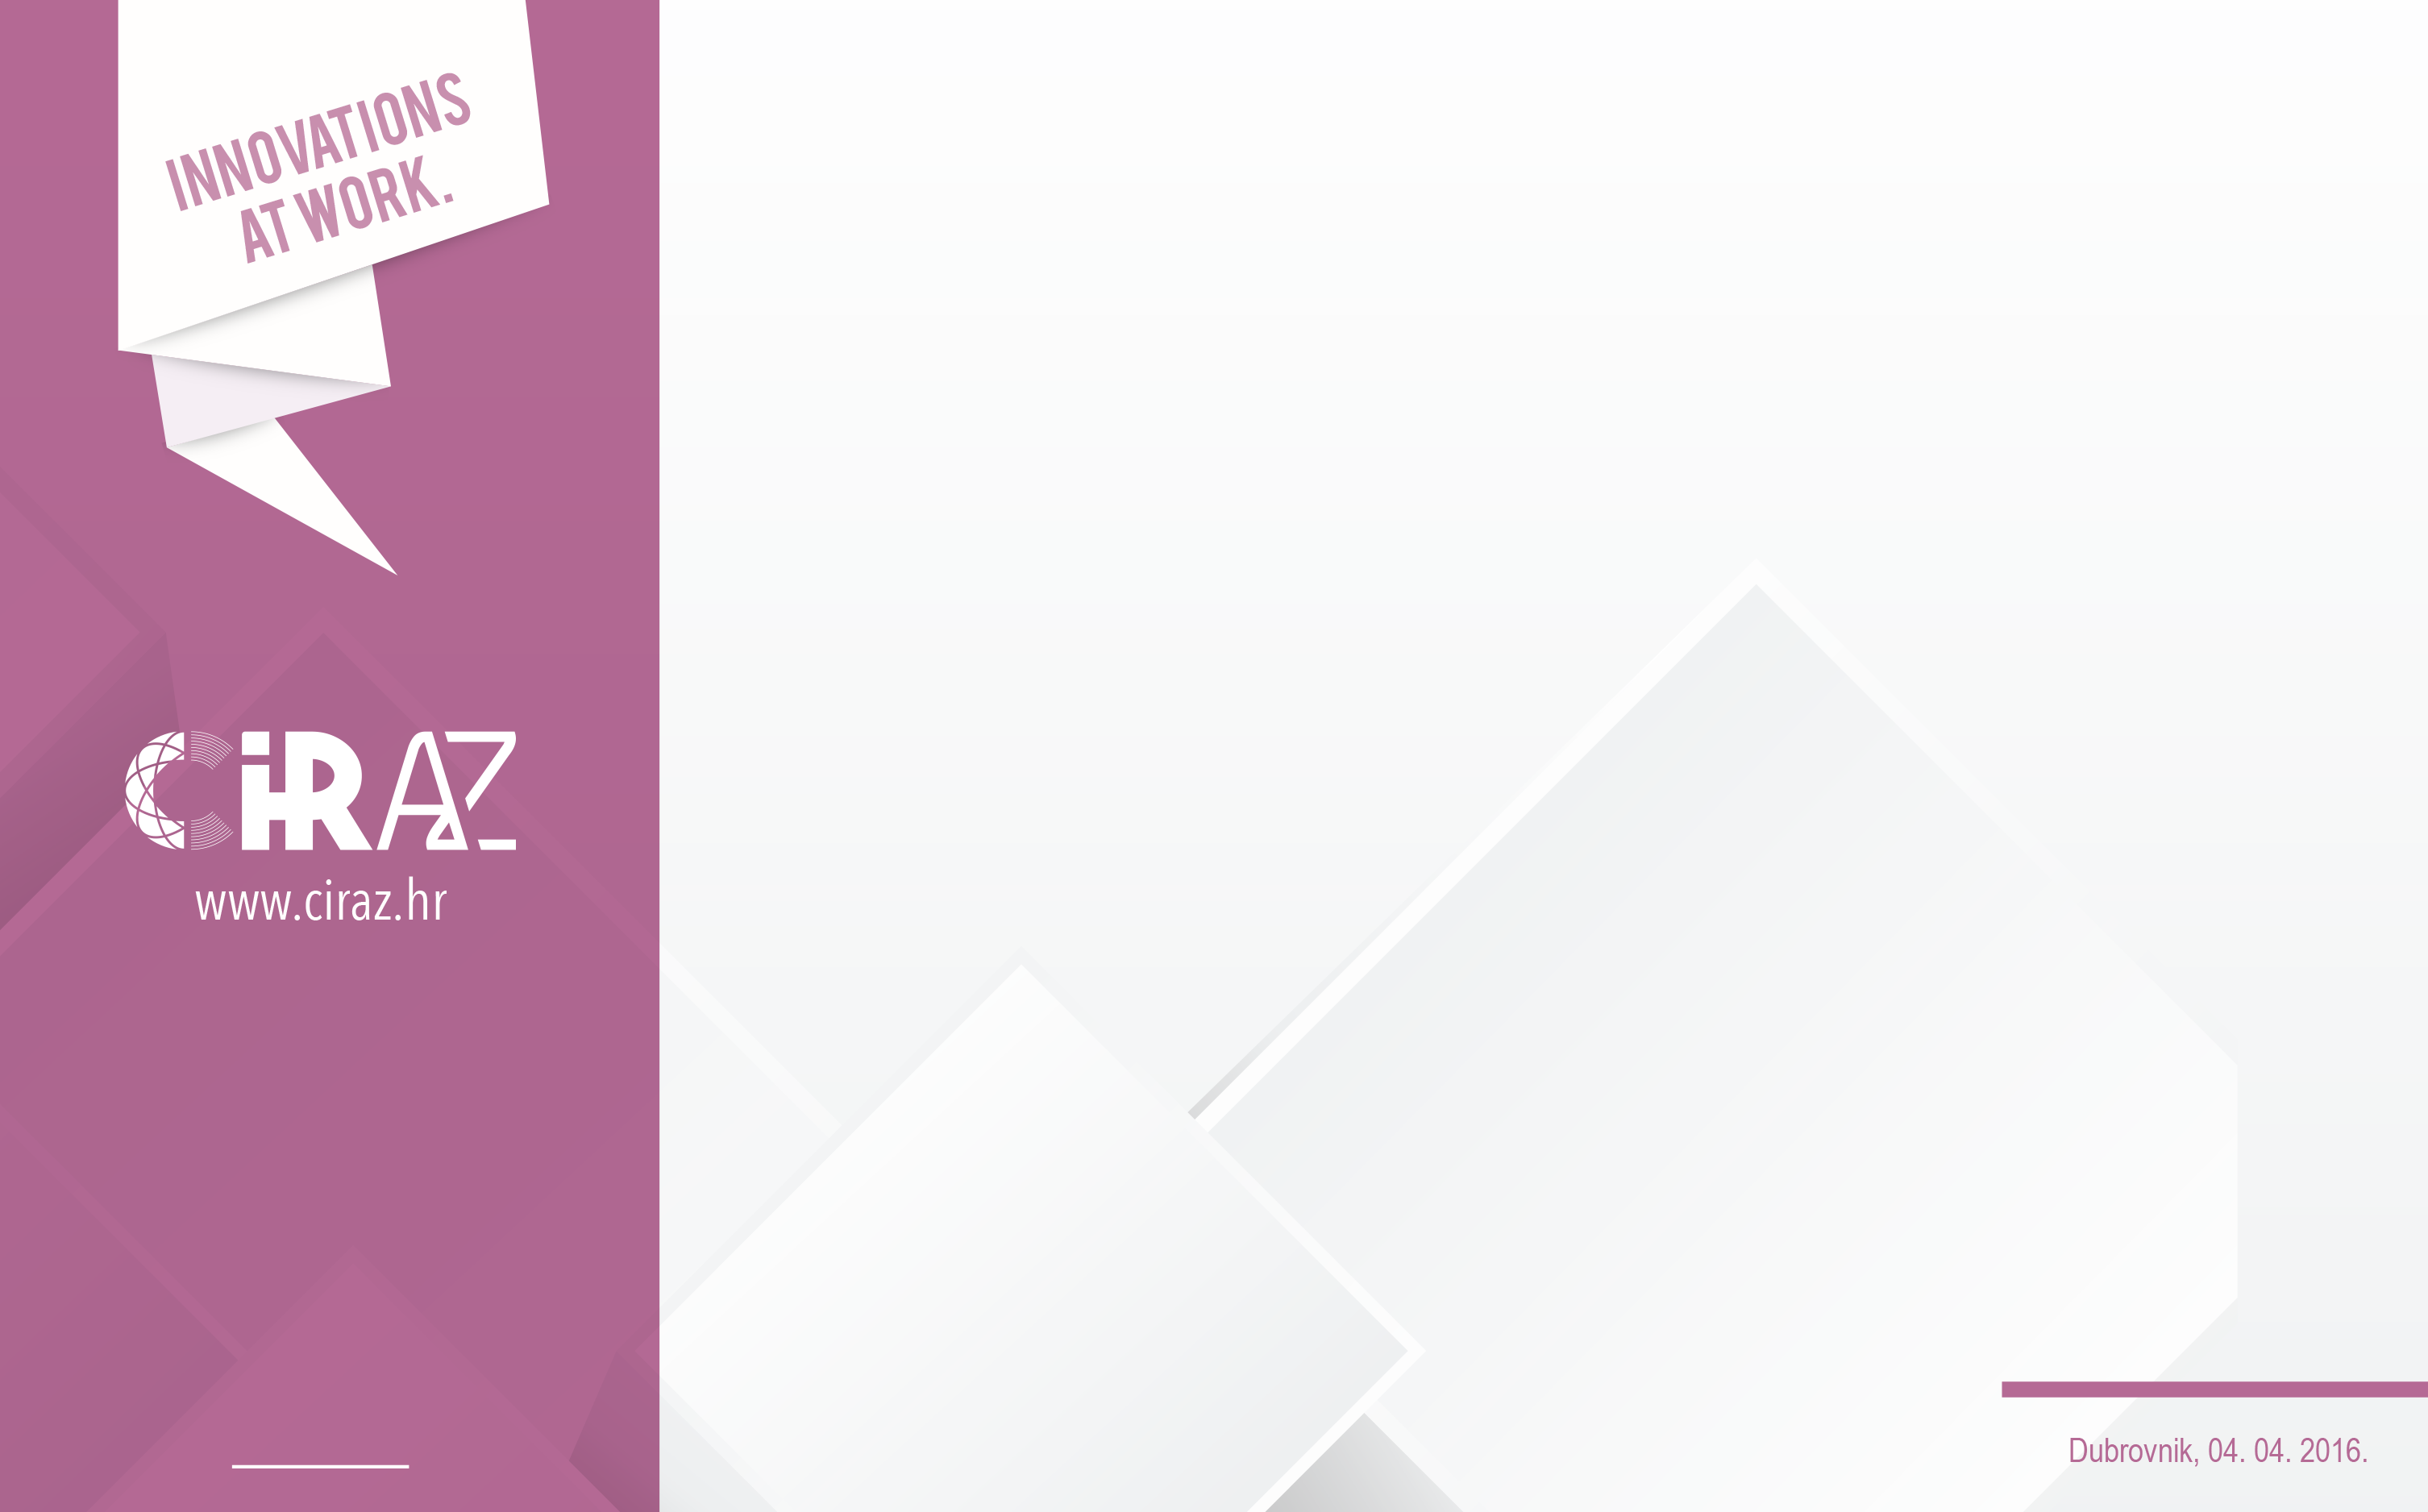 INNOVATIONS
AT WORK.
CiRAZ
www.ciraz.hr
Dubrovnik, 04. 04. 2016.